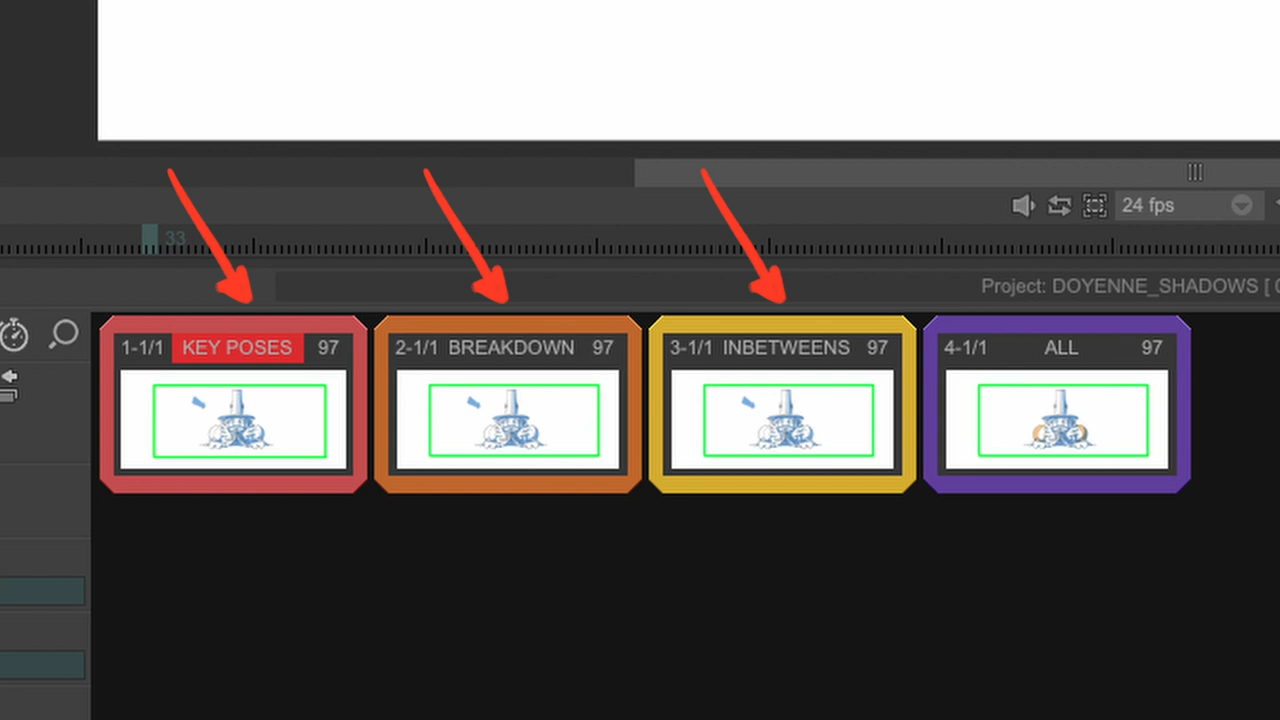 24 fps
33
Project: DOYENNE_SHADOWS [
1-1/1 KEY POSES 97
2-1/1 BREAKDOWN 97
3-1/1 INBETWEENS 97
4-1/1 ALL 97